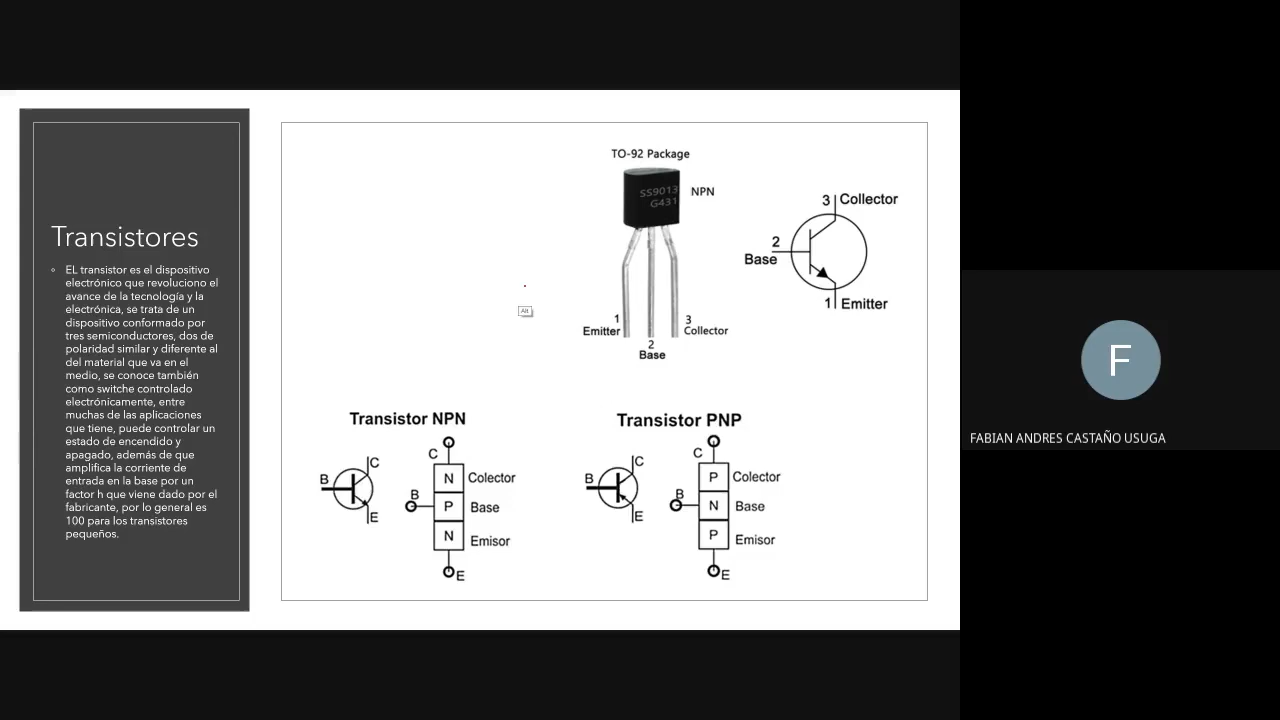 Transistores
EL transistor es el dispositivo
electrónico que revoluciono el
avance de la tecnología y la
electrónica, se trata de un
dispositivo conformado por
tres semiconductores, dos de
polaridad similar y diferente al
del material que va en el
medio, se conoce también
como switche controlado
electrónicamente, entre
muchas de las aplicaciones
que tiene, puede controlar un
estado de encendido y
apagado, además de que
amplifica la corriente de
entrada en la base por un
factor h que viene dado por el
fabricante, por lo general es
100 para los transistores
pequeños.
TO-92 Package
SS9013
G431
NPN
1
Emitter
2
Base
3
Collector
3 Collector
2
Base
1 Emitter
Alt
Transistor NPN
B
C
E
C
N Colector
B
P Base
N Emisor
E
Transistor PNP
B
C
E
C
P Colector
B
N Base
P Emisor
E
F
FABIAN ANDRES CASTAÑO USUGA